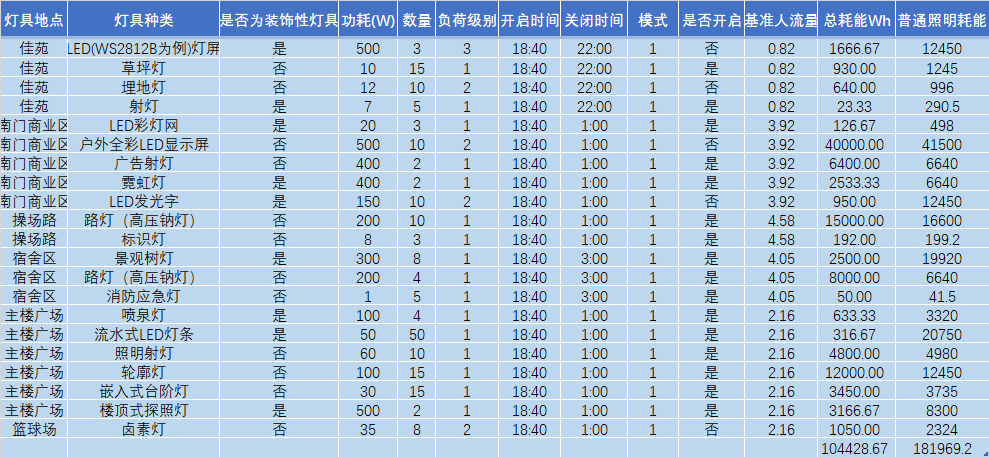 灯具地点 灯具种类 是否为装饰性灯具 功耗(W) 数量 负荷级别 开启时间 关闭时间 模式 是否开启 基准人流量 总耗能Wh 普通照明耗能
佳苑 LED(WS2812B为例)灯屏 是 500 3 3 18:40 22:00 1 否 0.82 1666.67 12450
佳苑 草坪灯 否 10 15 1 18:40 22:00 1 是 0.82 930.00 1245
佳苑 埋地灯 否 12 10 2 18:40 22:00 1 否 0.82 640.00 996
佳苑 射灯 是 7 5 1 18:40 22:00 1 是 0.82 23.33 290.5
南门商业区 LED彩灯网 是 20 3 1 18:40 1:00 1 是 3.92 126.67 498
南门商业区 户外全彩LED显示屏 否 500 10 2 18:40 1:00 1 否 3.92 40000.00 41500
南门商业区 广告射灯 否 400 2 1 18:40 1:00 1 是 3.92 6400.00 6640
南门商业区 霓虹灯 是 400 2 1 18:40 1:00 1 是 3.92 2533.33 6640
南门商业区 LED发光字 是 150 10 2 18:40 1:00 1 否 3.92 950.00 12450
操场路 路灯（高压钠灯） 否 200 10 1 18:40 1:00 1 是 4.58 15000.00 16600
操场路 标识灯 否 8 3 1 18:40 1:00 1 是 4.58 192.00 199.2
宿舍区 景观树灯 是 300 8 1 18:40 3:00 1 是 4.05 2500.00 19920
宿舍区 路灯（高压钠灯） 否 200 4 1 18:40 3:00 1 是 4.05 8000.00 6640
宿舍区 消防应急灯 否 1 5 1 18:40 3:00 1 是 4.05 50.00 41.5
主楼广场 喷泉灯 是 100 4 1 18:40 1:00 1 是 2.16 633.33 3320
主楼广场 流水式LED灯条 是 50 50 1 18:40 1:00 1 是 2.16 316.67 20750
主楼广场 照明射灯 否 60 10 1 18:40 1:00 1 是 2.16 4800.00 4980
主楼广场 轮廓灯 否 100 15 1 18:40 1:00 1 是 2.16 12000.00 12450
主楼广场 嵌入式台阶灯 否 30 15 1 18:40 1:00 1 是 2.16 3450.00 3735
主楼广场 楼顶式探照灯 是 500 2 1 18:40 1:00 1 是 2.16 3166.67 8300
篮球场 卤素灯 否 35 8 2 18:40 1:00 1 否 2.16 1050.00 2324
104428.67 181969.2